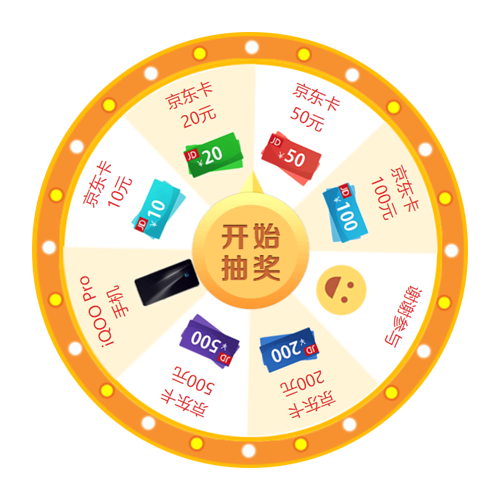 京东卡
50元
JD
¥50
京东卡
100元
JD
¥100
谢谢参与
京东卡
200元
JD
¥200
京东卡
500元
JD
¥500
iQOO Pro
手机
京东卡
10元
JD
¥10
京东卡
20元
JD
¥20
开始
抽奖